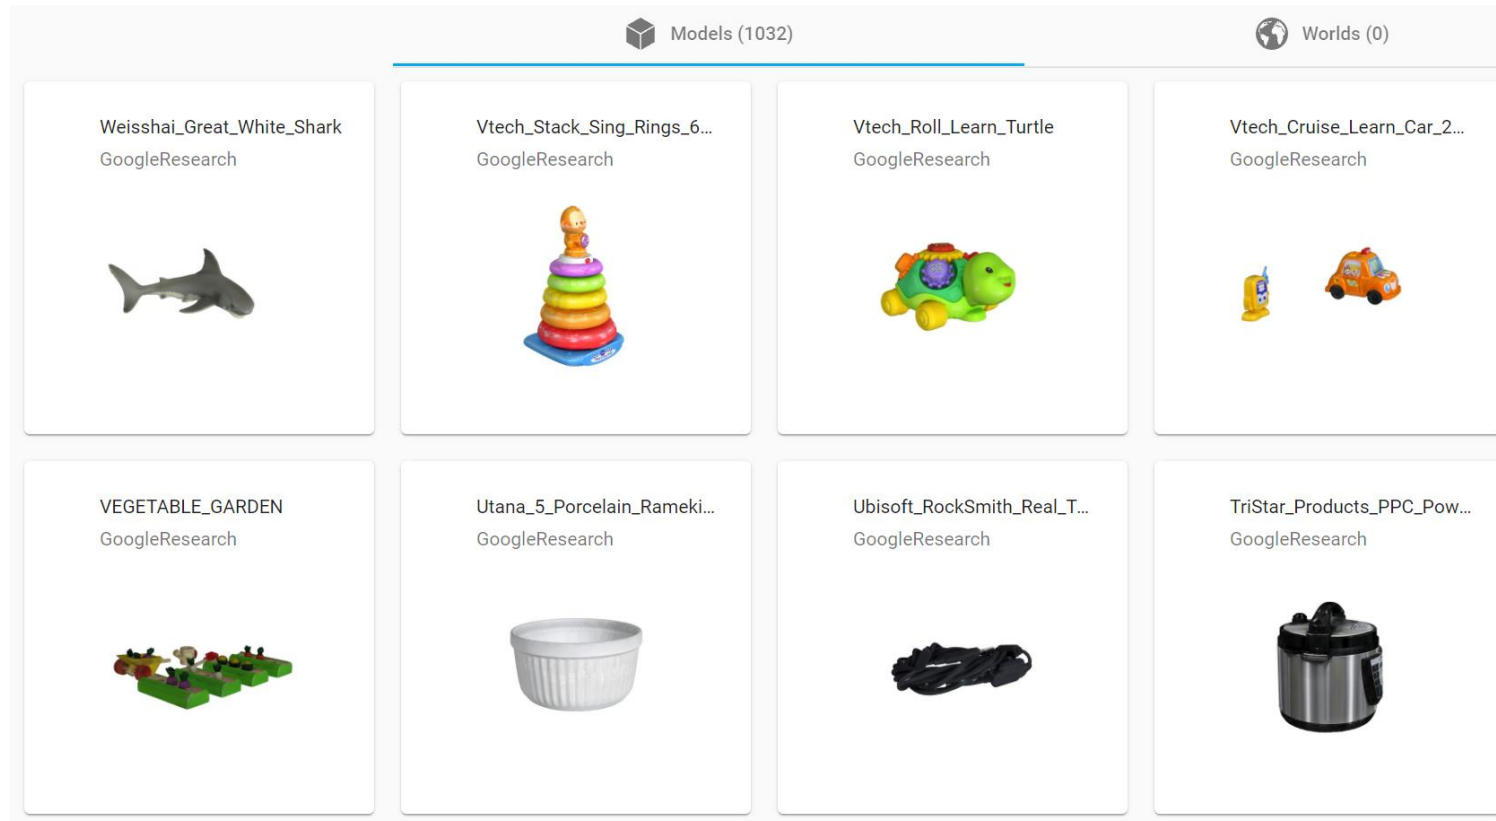 Models (1032)
Worlds (0)
Weisshai_Great_White_Shark
GoogleResearch
Vtech_Stack_Sing_Rings_6...
GoogleResearch
Vtech_Roll_Learn_Turtle
GoogleResearch
Vtech_Cruise_Learn_Car_2...
GoogleResearch
VEGETABLE_GARDEN
GoogleResearch
Utana_5_Porcelain_Rameki...
GoogleResearch
Ubisoft_RockSmith_Real_T...
GoogleResearch
TriStar_Products_PPC_Pow...
GoogleResearch